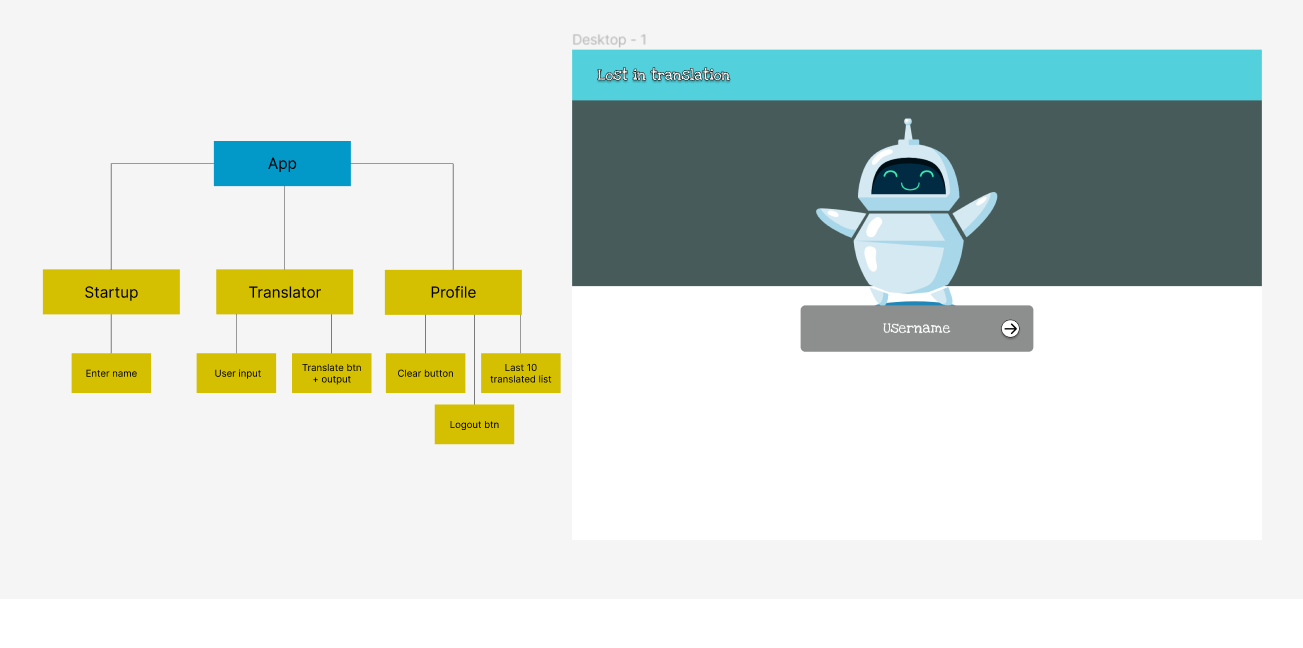 Desktop - 1
Lost in translation
App
Startup
Translator
Profile
Enter name
User input
Translate btn
+ output
Clear button
Last 10
translated list
Logout btn
Username